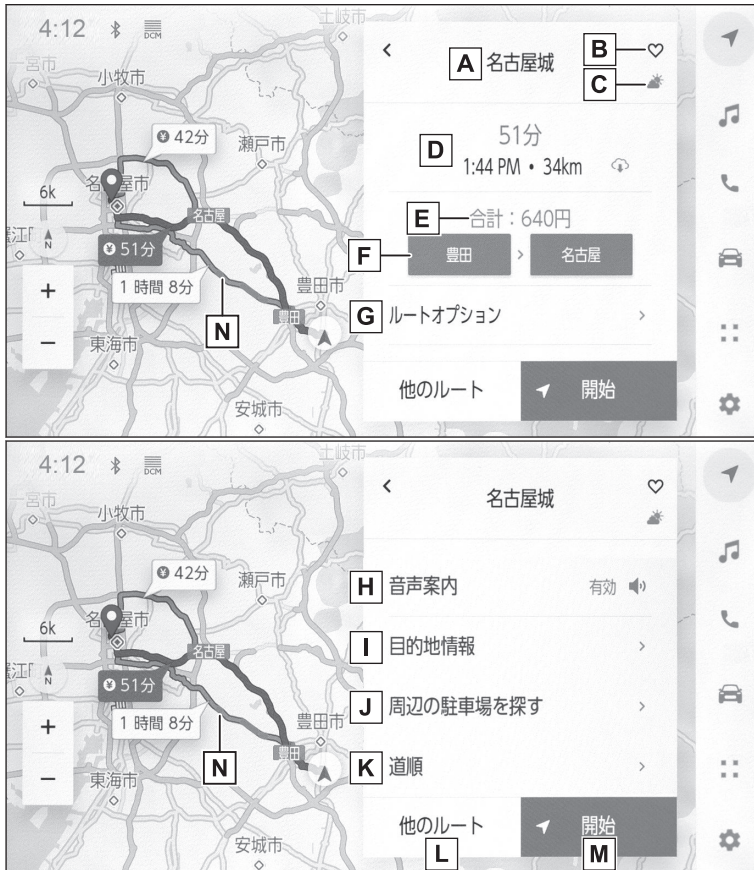 4:12 DCM
土岐市
一宮市
小牧市
¥ 42分
瀬戸市
6k
名古屋市
名古屋
N
¥ 51分
1 時間 8分
N
豊田市
豊田
+
−
東海市
安城市
A 名古屋城
B
C
D 51分
1:44 PM • 34km
E 合計：640円
F 豊田 > 名古屋
G ルートオプション
他のルート 開始
4:12 DCM
土岐市
一宮市
小牧市
¥ 42分
瀬戸市
6k
名古屋
N
¥ 51分
1 時間 8分
N
豊田市
豊田
+
−
東海市
安城市
名古屋城
H 音声案内 有効
I 目的地情報
J 周辺の駐車場を探す
K 道順
他のルート 開始
L M